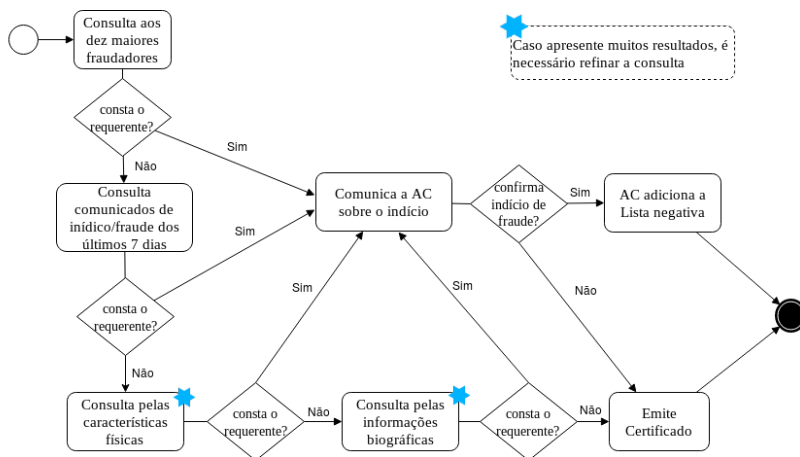 Consulta aos
dez maiores
fraudadores
Caso apresente muitos resultados, é
necessário refinar a consulta
consta o
requerente?
Sim
Não
Consulta
comunicados de
inídico/fraude dos
últimos 7 dias
Comunica a AC
sobre o indício
confirma
indício de
fraude?
Sim
AC adiciona a
Lista negativa
Sim
consta o
requerente?
Não
Sim
Sim
Não
Consulta pelas
características
físicas
consta o
requerente?
Não
Consulta pelas
informações
biográficas
consta o
requerente?
Não
Emite
Certificado